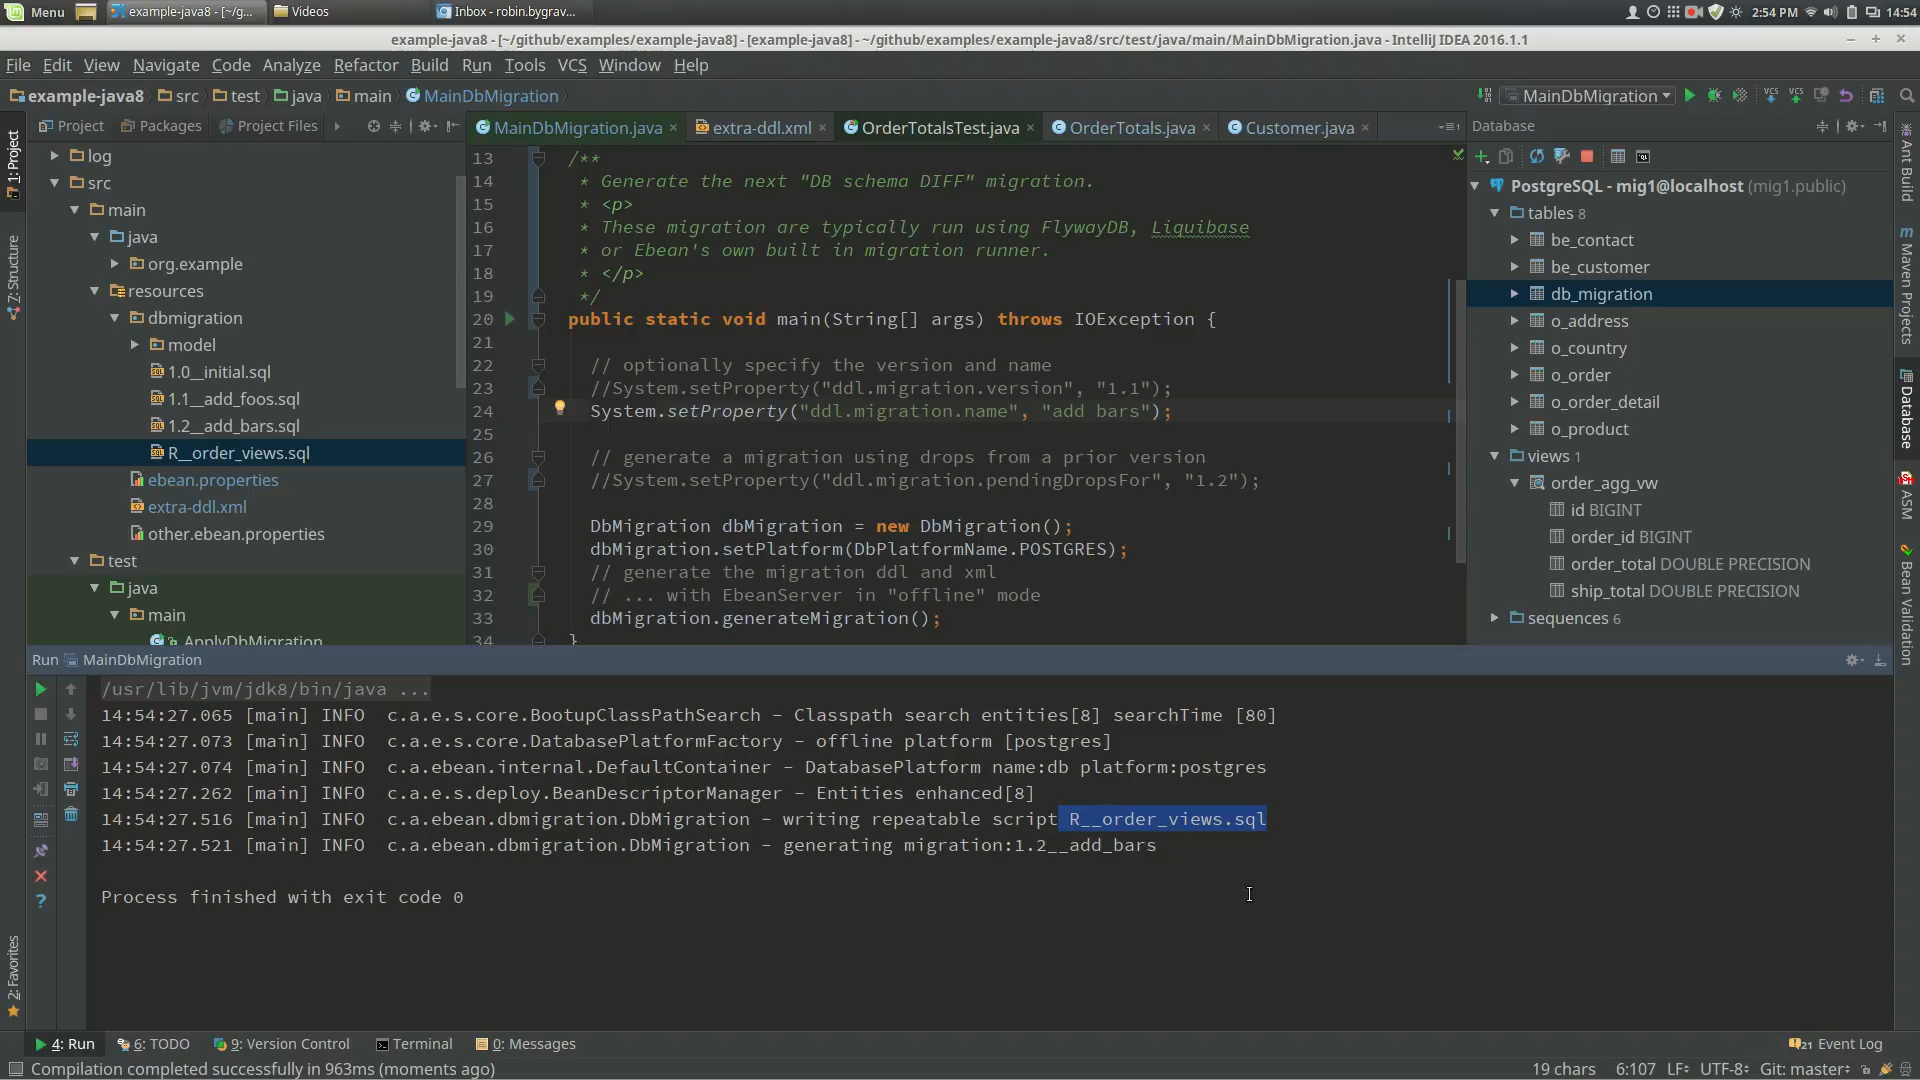 Menu
example-java8 - [~/g...
Videos
Inbox - robin.bygrav...
2:54 PM
14:54
example-java8 - [~/github/examples/example-java8] - [example-java8] - ~/github/examples/example-java8/src/test/java/main/MainDbMigration.java - IntelliJ IDEA 2016.1.1
File Edit View Navigate Code Analyze Refactor Build Run Tools VCS Window Help
example-java8 src test java main MainDbMigration
MainDbMigration
VCS VCS
Project Packages Project Files
MainDbMigration.java extra-ddl.xml OrderTotalsTest.java OrderTotals.java Customer.java
Database
1: Project
7: Structure
2: Favorites
log
src
main
java
org.example
resources
dbmigration
model
1.0__initial.sql
1.1__add_foos.sql
1.2__add_bars.sql
R__order_views.sql
ebean.properties
extra-ddl.xml
other.ebean.properties
test
java
main
ApplyDbMigration
13 /**
14 * Generate the next "DB schema DIFF" migration.
15 * <p>
16 * These migration are typically run using FlywayDB, Liquibase
17 * or Ebean's own built in migration runner.
18 * </p>
19 */
20 public static void main(String[] args) throws IOException {
21
22 // optionally specify the version and name
23 //System.setProperty("ddl.migration.version", "1.1");
24 System.setProperty("ddl.migration.name", "add bars");
25
26 // generate a migration using drops from a prior version
27 //System.setProperty("ddl.migration.pendingDropsFor", "1.2");
28
29 DbMigration dbMigration = new DbMigration();
30 dbMigration.setPlatform(DbPlatformName.POSTGRES);
31 // generate the migration ddl and xml
32 // ... with EbeanServer in "offline" mode
33 dbMigration.generateMigration();
34 }
PostgreSQL - mig1@localhost (mig1.public)
tables 8
be_contact
be_customer
db_migration
o_address
o_country
o_order
o_order_detail
o_product
views 1
order_agg_vw
id BIGINT
order_id BIGINT
order_total DOUBLE PRECISION
ship_total DOUBLE PRECISION
sequences 6
Ant Build
Maven Projects
Database
ASM
Bean Validation
Run MainDbMigration
/usr/lib/jvm/jdk8/bin/java ...
14:54:27.065 [main] INFO c.a.e.s.core.BootupClassPathSearch - Classpath search entities[8] searchTime [80]
14:54:27.073 [main] INFO c.a.e.s.core.DatabasePlatformFactory - offline platform [postgres]
14:54:27.074 [main] INFO c.a.ebean.internal.DefaultContainer - DatabasePlatform name:db platform:postgres
14:54:27.262 [main] INFO c.a.e.s.deploy.BeanDescriptorManager - Entities enhanced[8]
14:54:27.516 [main] INFO c.a.ebean.dbmigration.DbMigration - writing repeatable script R__order_views.sql
14:54:27.521 [main] INFO c.a.ebean.dbmigration.DbMigration - generating migration:1.2__add_bars
Process finished with exit code 0
4: Run 6: TODO 9: Version Control Terminal 0: Messages
21 Event Log
Compilation completed successfully in 963ms (moments ago)
19 chars 6:107 LF UTF-8 Git: master